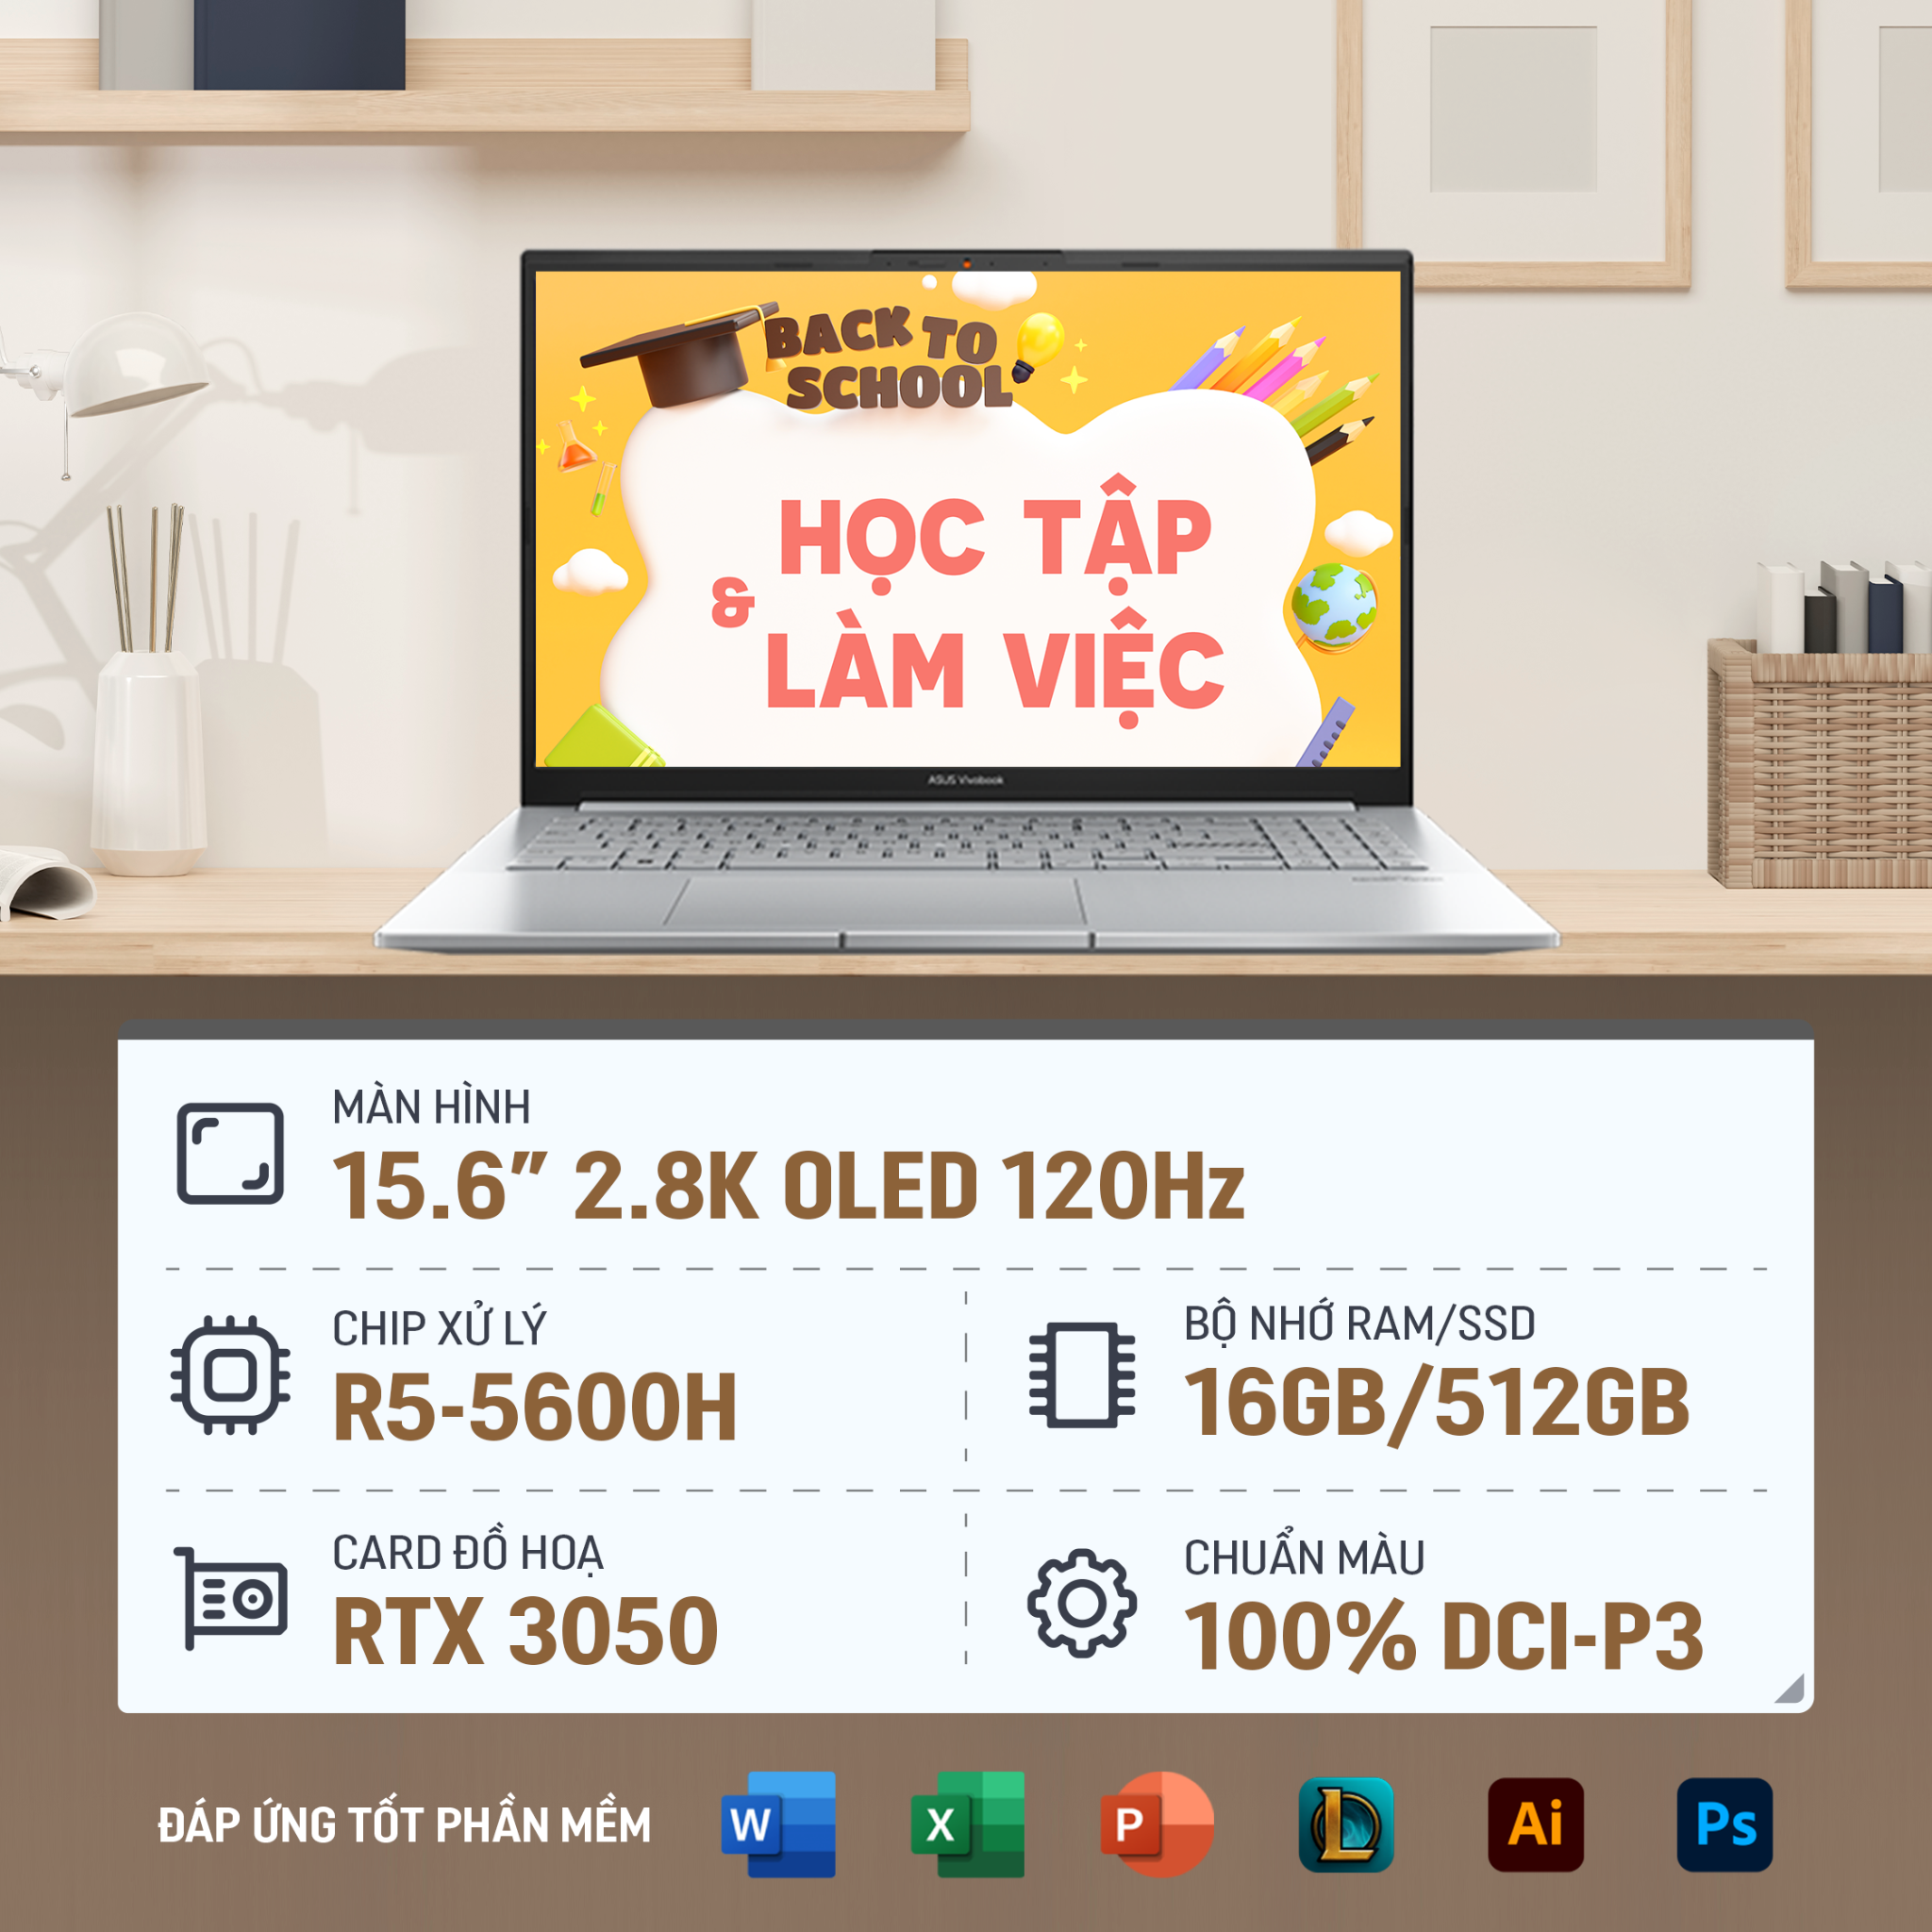 BACK TO
SCHOOL
HỌC TẬP
&
LÀM VIỆC
ASUS Vivobook
MÀN HÌNH
15.6” 2.8K OLED 120Hz
CHIP XỬ LÝ
R5-5600H
BỘ NHỚ RAM/SSD
16GB/512GB
CARD ĐỒ HOẠ
RTX 3050
CHUẨN MÀU
100% DCI-P3
ĐÁP ỨNG TỐT PHẦN MỀM
W
X
P
L
Ai
Ps